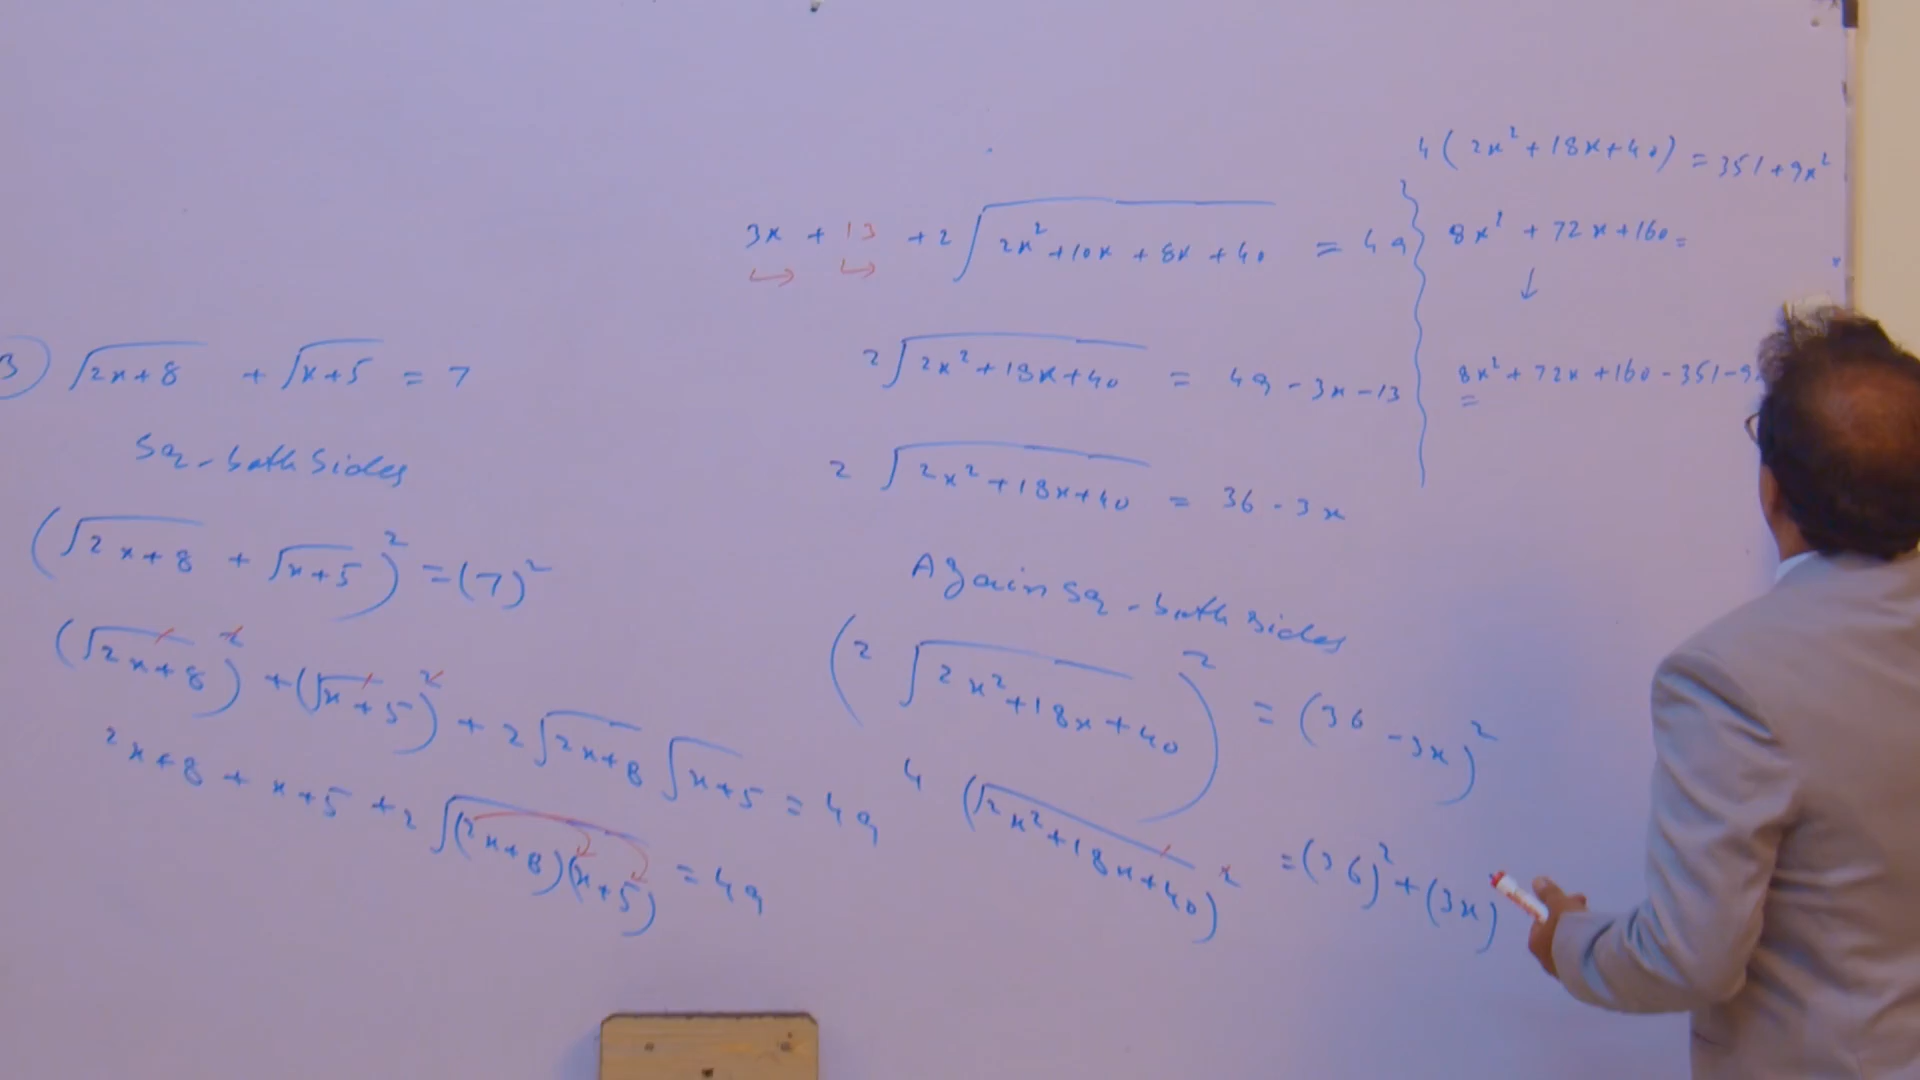 3) √(2x+8) + √(x+5) = 7
Sq. both sides
(√(2x+8) + √(x+5))² = (7)²
(√(2x+8))² + (√(x+5))² + 2√(2x+8) √(x+5) = 49
2x+8 + x+5 + 2√((2x+8)(x+5)) = 49
3x + 13 + 2√(2x²+10x+8x+40) = 49
2√(2x²+18x+40) = 49-3x-13
2√(2x²+18x+40) = 36-3x
Again sq. both sides
(2√(2x²+18x+40))² = (36-3x)²
4(√(2x²+18x+40))² = (36)²+(3x)
4(2x²+18x+40) = 351+9x²
8x²+72x+160=
↓
8x²+72x+160-351-9
=